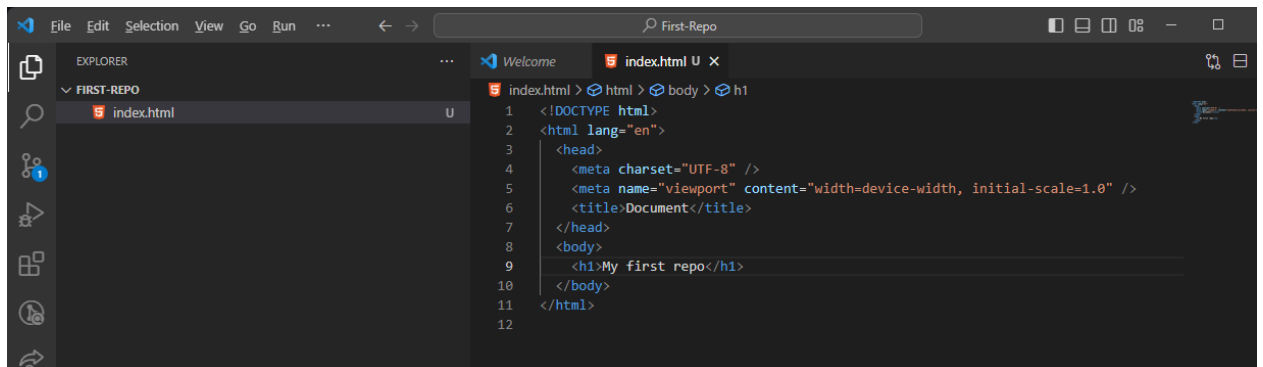 File Edit Selection View Go Run ··· First-Repo
EXPLORER ···
FIRST-REPO
index.html U
1
Welcome index.html U
index.html > html > body > h1
1 <!DOCTYPE html>
2 <html lang="en">
3 <head>
4 <meta charset="UTF-8" />
5 <meta name="viewport" content="width=device-width, initial-scale=1.0" />
6 <title>Document</title>
7 </head>
8 <body>
9 <h1>My first repo</h1>
10 </body>
11 </html>
12